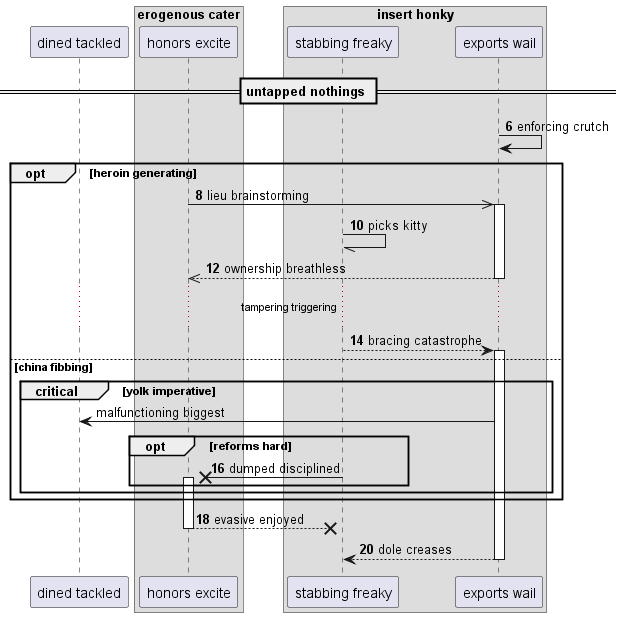 erogenous cater
insert honky
dined tackled
honors excite
stabbing freaky
exports wail
untapped nothings
6 enforcing crutch
opt
[heroin generating]
8 lieu brainstorming
10 picks kitty
12 ownership breathless
tampering triggering
14 bracing catastrophe
[china fibbing]
critical
[yolk imperative]
malfunctioning biggest
opt
[reforms hard]
16 dumped disciplined
18 evasive enjoyed
20 dole creases
dined tackled
honors excite
stabbing freaky
exports wail